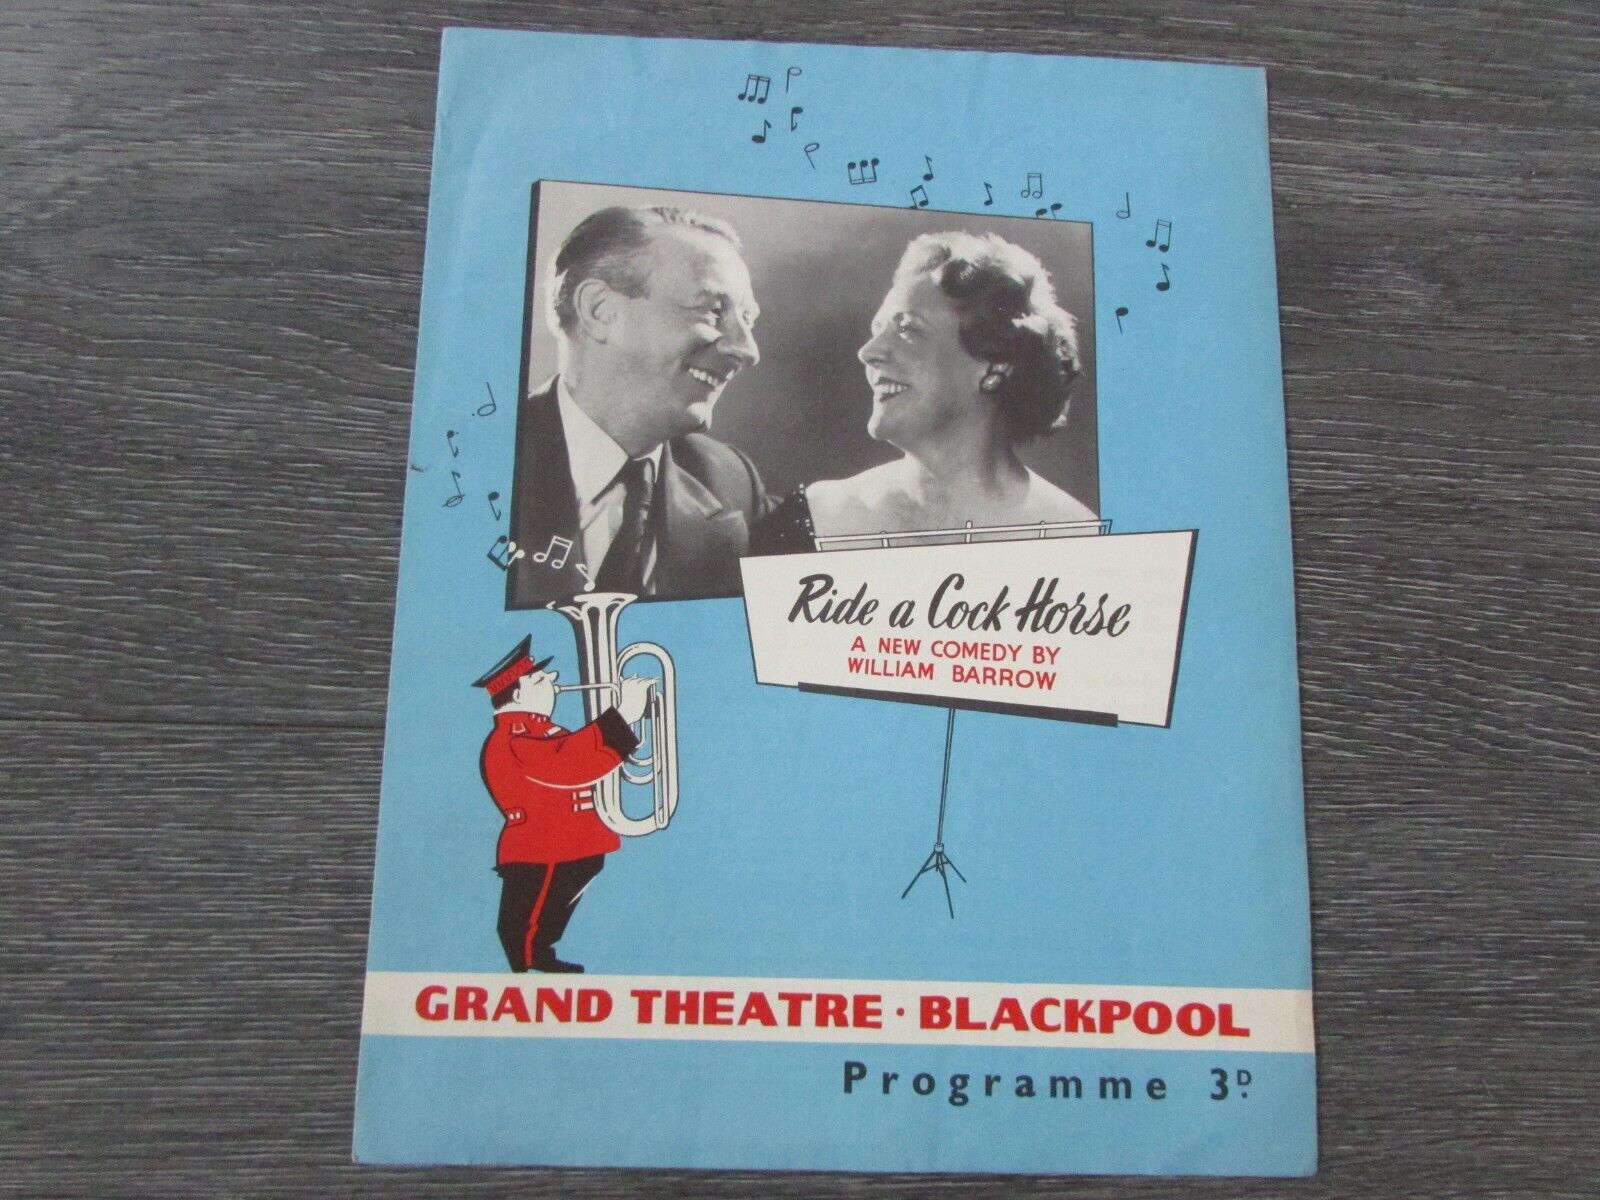 Ride a Cock Horse
A NEW COMEDY BY
WILLIAM BARROW
GRAND THEATRE · BLACKPOOL
Programme 3D.